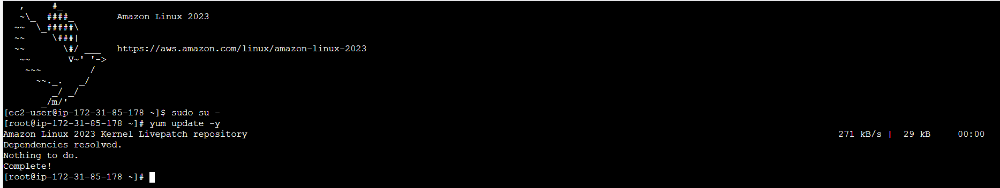 ,     #_
   ~\_  ####_        Amazon Linux 2023
  ~~  \_#####\
  ~~     \###|
  ~~       \#/ ___   https://aws.amazon.com/linux/amazon-linux-2023
   ~~       V~' '->
    ~~~         /
      ~~._.   _/
         _/ _/
       _/m/'
[ec2-user@ip-172-31-85-178 ~]$ sudo su -
[root@ip-172-31-85-178 ~]# yum update -y
Amazon Linux 2023 Kernel Livepatch repository 271 kB/s |  29 kB     00:00
Dependencies resolved.
Nothing to do.
Complete!
[root@ip-172-31-85-178 ~]#